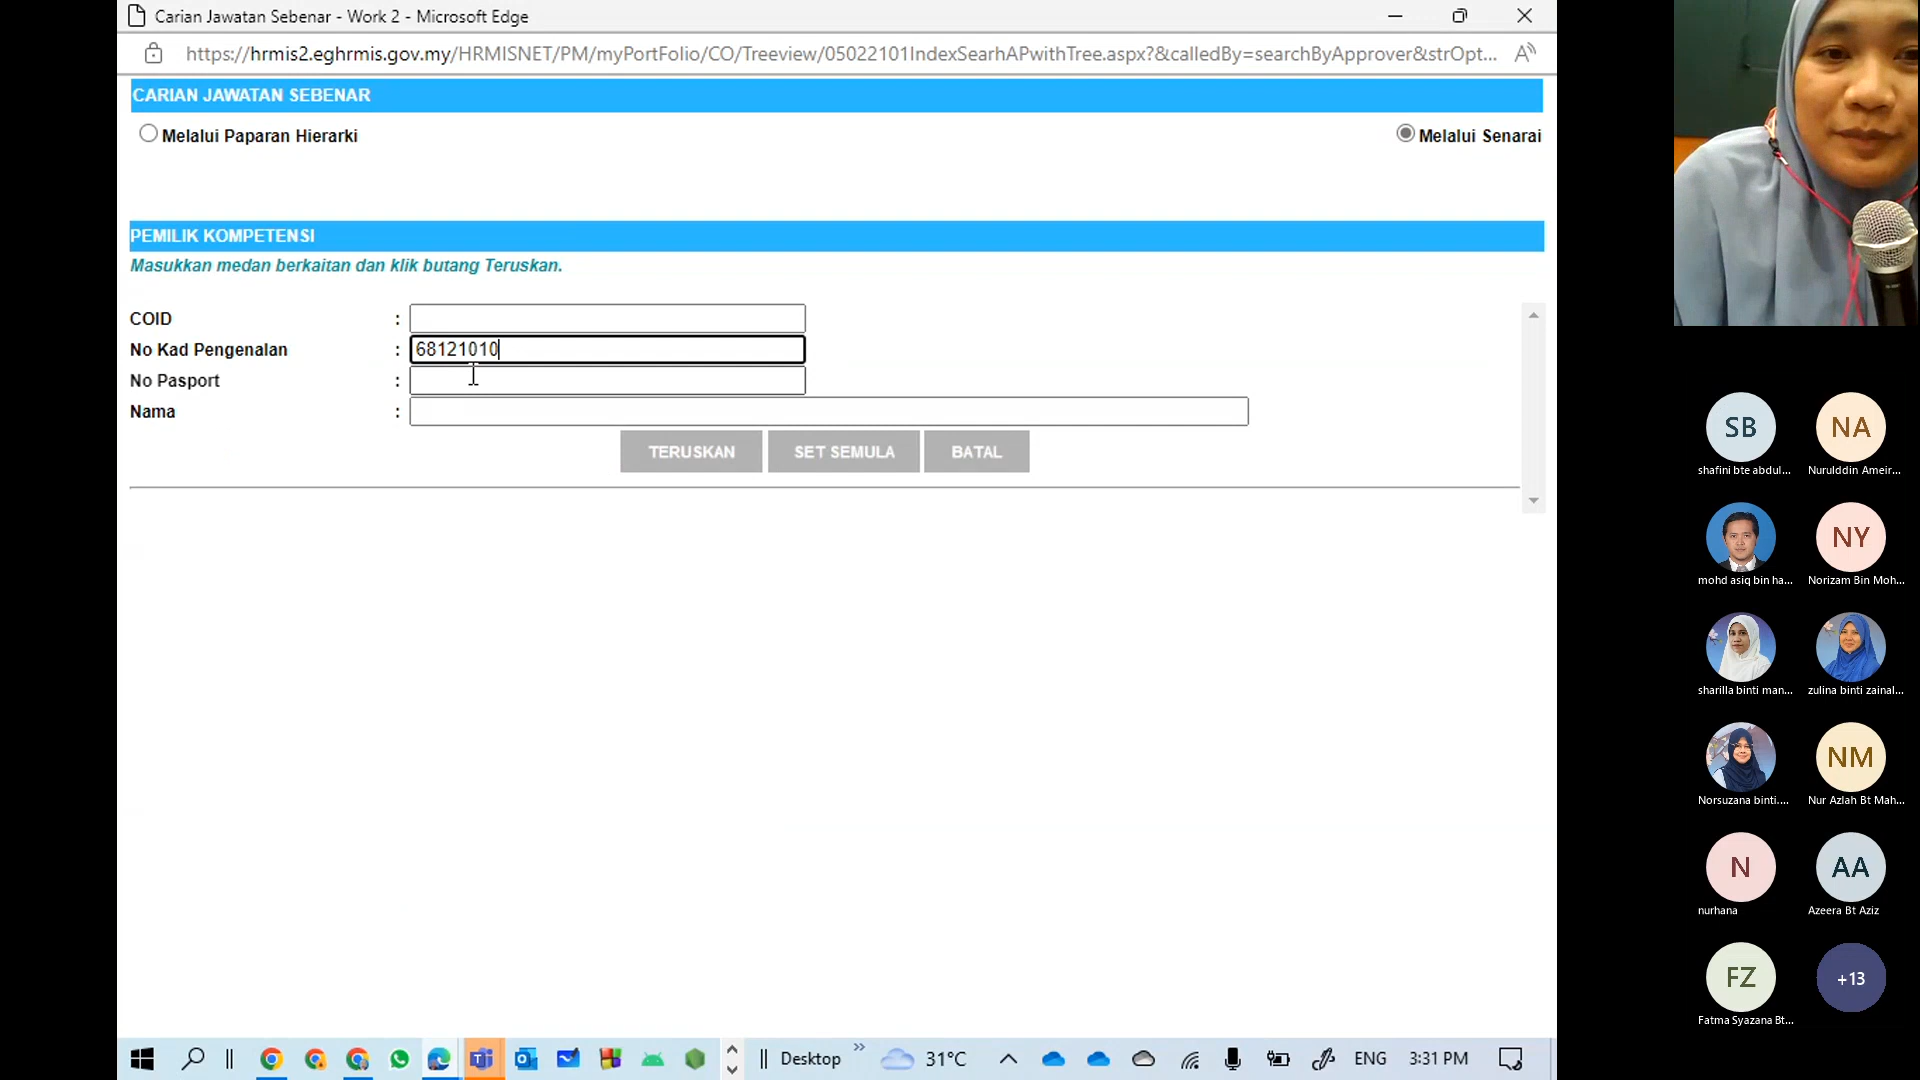 Carian Jawatan Sebenar - Work 2 - Microsoft Edge
https://hrmis2.eghrmis.gov.my/HRMISNET/PM/myPortFolio/CO/Treeview/05022101IndexSearhAPwithTree.aspx?&calledBy=searchByApprover&strOpt...
CARIAN JAWATAN SEBENAR
Melalui Paparan Hierarki
Melalui Senarai
PEMILIK KOMPETENSI
Masukkan medan berkaitan dan klik butang Teruskan.
COID :
No Kad Pengenalan : 68121010
No Pasport :
Nama :
TERUSKAN SET SEMULA BATAL
SB NA
shafini bte abdul... Nurulddin Ameir...
NY
mohd asiq bin ha... Norizam Bin Moh...
sharilla binti man... zulina binti zainal...
NM
Norsuzana binti.... Nur Azlah Bt Mah...
N AA
nurhana Azeera Bt Aziz
FZ +13
Fatma Syazana Bt...
Desktop 31°C ENG 3:31 PM